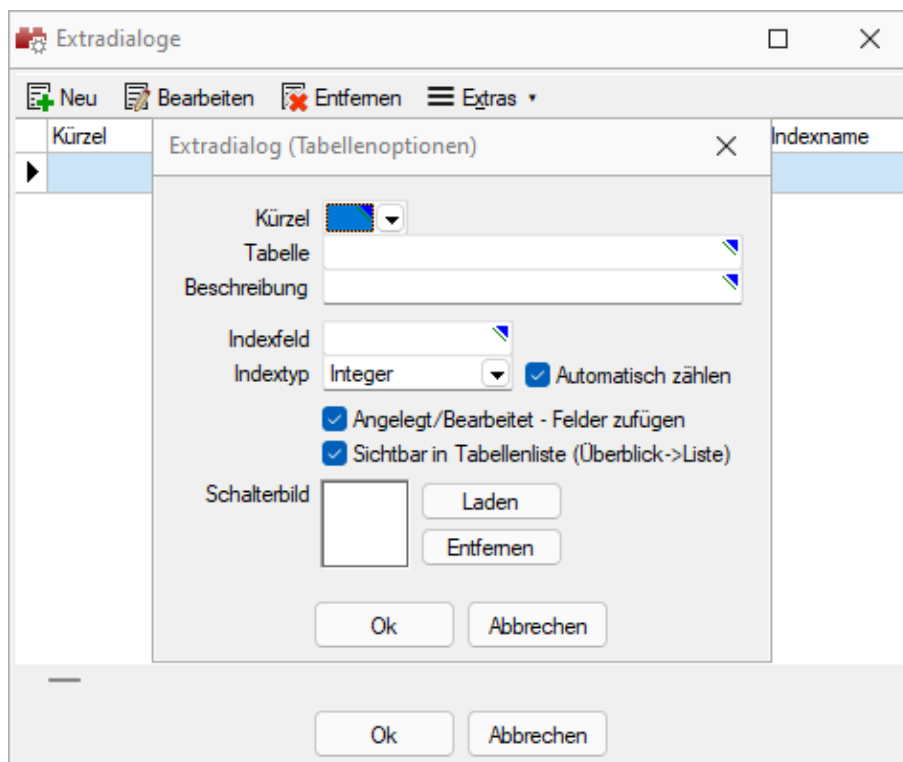 Extradialoge
Neu Bearbeiten Entfernen Extras
Kürzel Indexname
Extradialog (Tabellenoptionen)
Kürzel
Tabelle
Beschreibung
Indexfeld
Indextyp Integer Automatisch zählen
Angelegt/Bearbeitet - Felder zufügen
Sichtbar in Tabellenliste (Überblick->Liste)
Schalterbild Laden
Entfernen
Ok Abbrechen
Ok Abbrechen